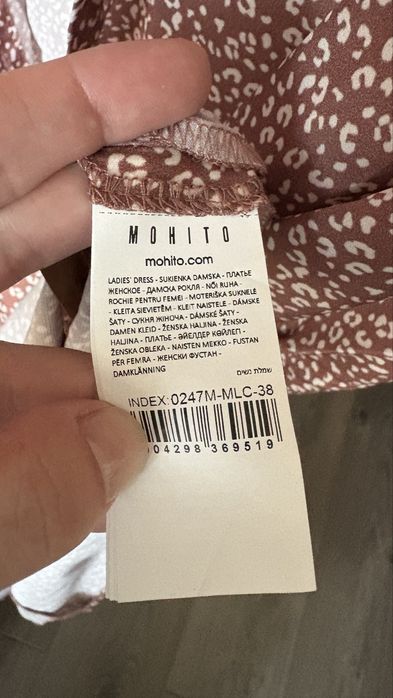 MOHITO
mohito.com
LADIES' DRESS - SUKIENKA DAMSKA - ПЛАТЬЕ
ЖЕНСКОЕ - ДАМСКА РОКЛЯ - NŐI RUHA -
ROCHIE PENTRU FEMEI - MOTERIŠKA SUKNELĖ
- KLEITA SIEVIETĒM - KLEIT NAISTELE - DÁMSKE
ŠATY - СУКНЯ ЖІНОЧА - DÁMSKÉ ŠATY -
DAMEN KLEID - ŽENSKA HALJINA - ŽENSKA
HALJINA - ПЛАТЬЕ - ӘЙЕЛДЕР КӨЙЛЕГІ -
ŽENSKA OBLEKA - NAISTEN MEKKO - FUSTAN
PËR FEMRA - ЖЕНСКИ ФУСТАН -
DAMKLÄNNING
שמלות נשים
INDEX:0247M-MLC-38
04298 369519